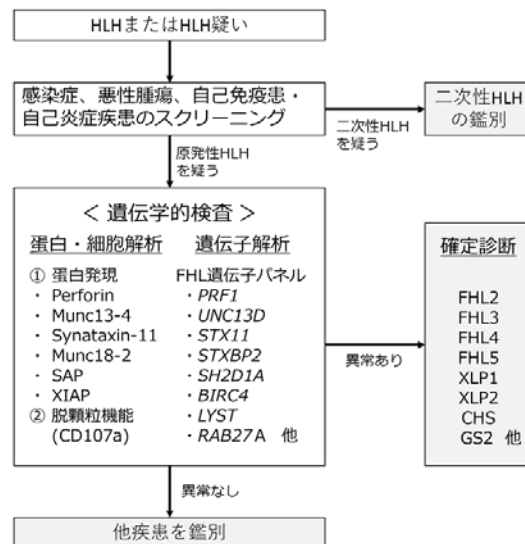 HLHまたはHLH疑い
感染症、悪性腫瘍、自己免疫患・
自己炎症疾患のスクリーニング
二次性HLH
の鑑別
二次性HLH
を疑う
原発性HLH
を疑う
＜ 遺伝学的検査 ＞
蛋白・細胞解析
① 蛋白発現
・ Perforin
・ Munc13-4
・ Synataxin-11
・ Munc18-2
・ SAP
・ XIAP
② 脱顆粒機能
(CD107a)
遺伝子解析
FHL遺伝子パネル
・PRF1
・UNC13D
・STX11
・STXBP2
・SH2D1A
・BIRC4
・LYST
・RAB27A 他
異常あり
確定診断
FHL2
FHL3
FHL4
FHL5
XLP1
XLP2
CHS
GS2 他
異常なし
他疾患を鑑別